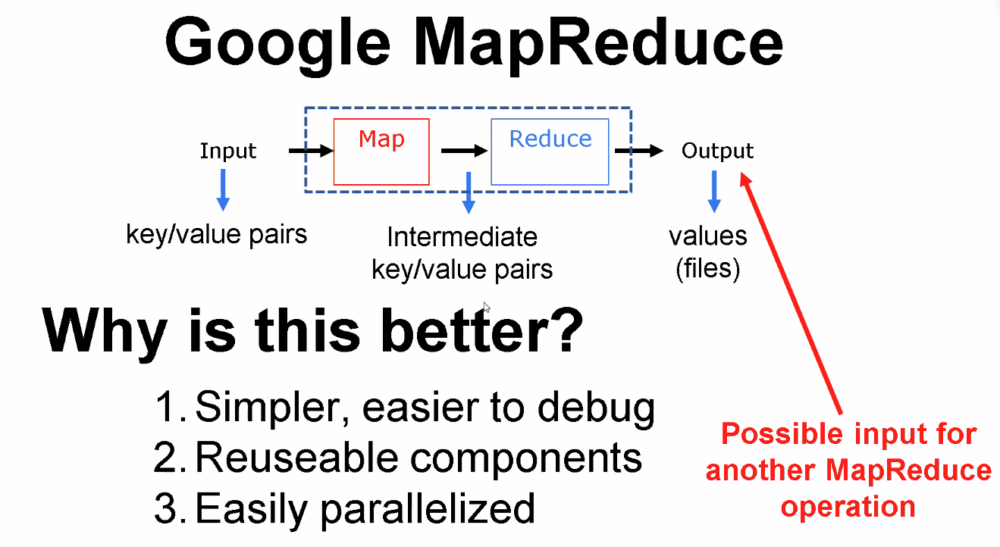 Google MapReduce
Input
Map
Reduce
Output
key/value pairs
Intermediate
key/value pairs
values
(files)
Why is this better?
1. Simpler, easier to debug
2. Reuseable components
3. Easily parallelized
Possible input for
another MapReduce
operation